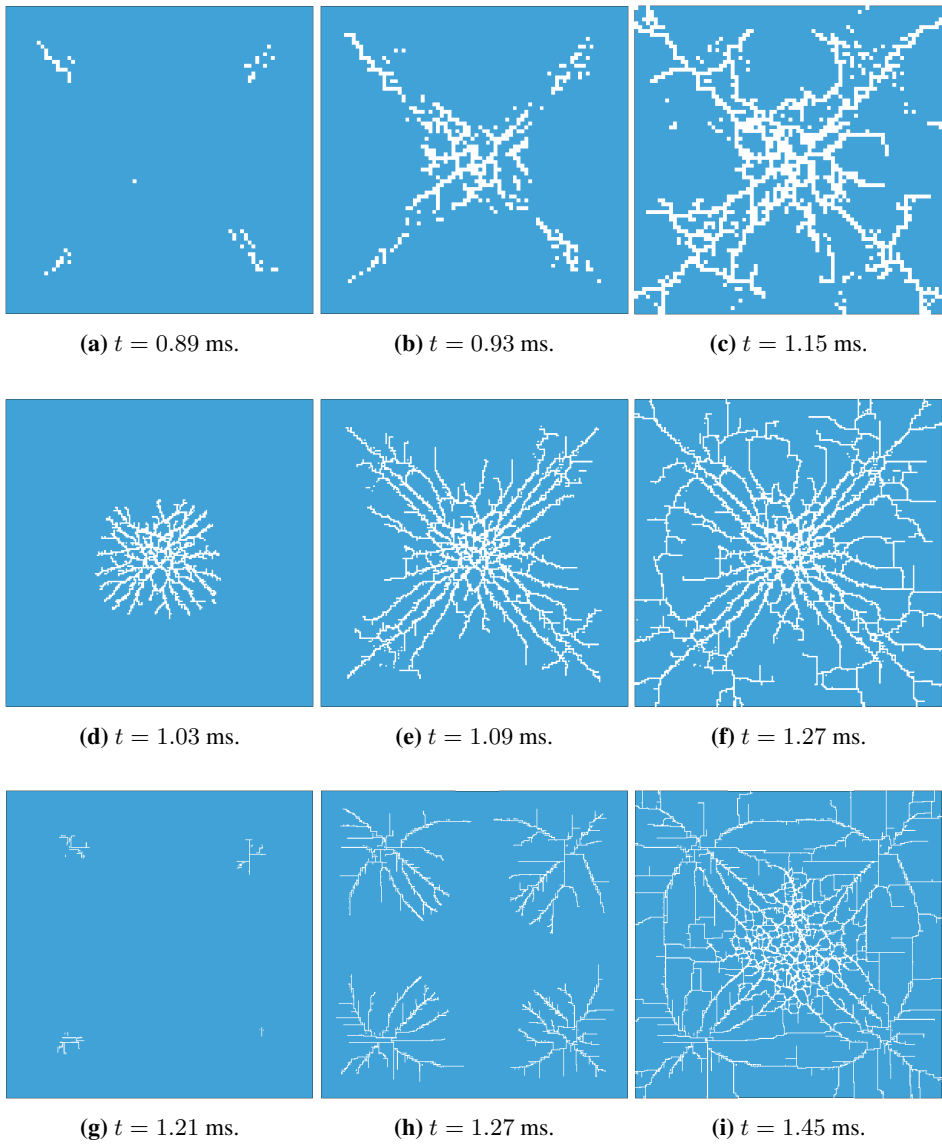 (a) t = 0.89 ms. (b) t = 0.93 ms. (c) t = 1.15 ms.
(d) t = 1.03 ms. (e) t = 1.09 ms. (f) t = 1.27 ms.
(g) t = 1.21 ms. (h) t = 1.27 ms. (i) t = 1.45 ms.